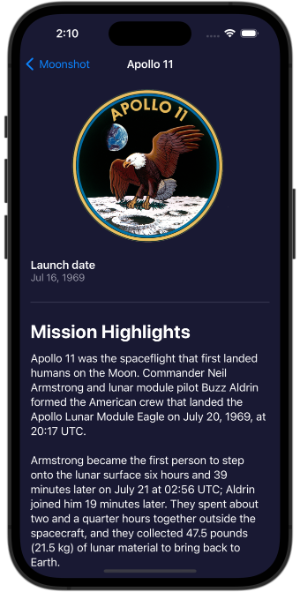 2:10
Moonshot
Apollo 11
APOLLO 11
Launch date
Jul 16, 1969
Mission Highlights
Apollo 11 was the spaceflight that first landed
humans on the Moon. Commander Neil
Armstrong and lunar module pilot Buzz Aldrin
formed the American crew that landed the
Apollo Lunar Module Eagle on July 20, 1969, at
20:17 UTC.
Armstrong became the first person to step
onto the lunar surface six hours and 39
minutes later on July 21 at 02:56 UTC; Aldrin
joined him 19 minutes later. They spent about
two and a quarter hours together outside the
spacecraft, and they collected 47.5 pounds
(21.5 kg) of lunar material to bring back to
Earth.